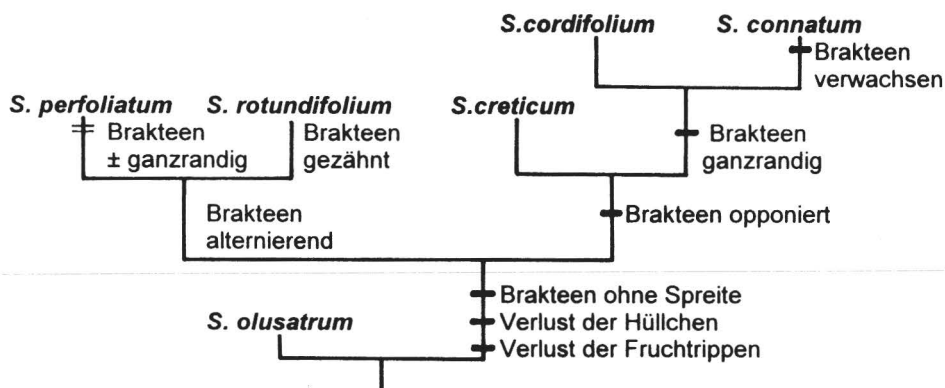 S.cordifolium S. connatum
Brakteen
verwachsen
S. perfoliatum S. rotundifolium S.creticum
Brakteen
± ganzrandig
Brakteen
gezähnt
Brakteen
ganzrandig
Brakteen
alternierend
Brakteen opponiert
Brakteen ohne Spreite
S. olusatrum
Verlust der Hüllchen
Verlust der Fruchtrippen